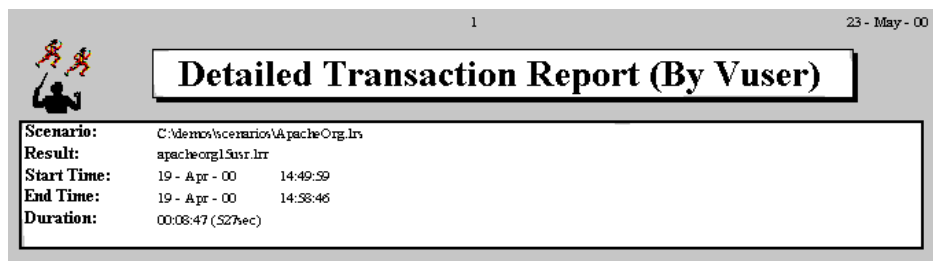 1 23 - May - 00
Detailed Transaction Report (By Vuser)
Scenario: C:\demos\scenarios\ApacheOrg.lrs
Result: apacheorg15usr.lrr
Start Time: 19 - Apr - 00 14:49:59
End Time: 19 - Apr - 00 14:58:46
Duration: 00:08:47 (527sec)